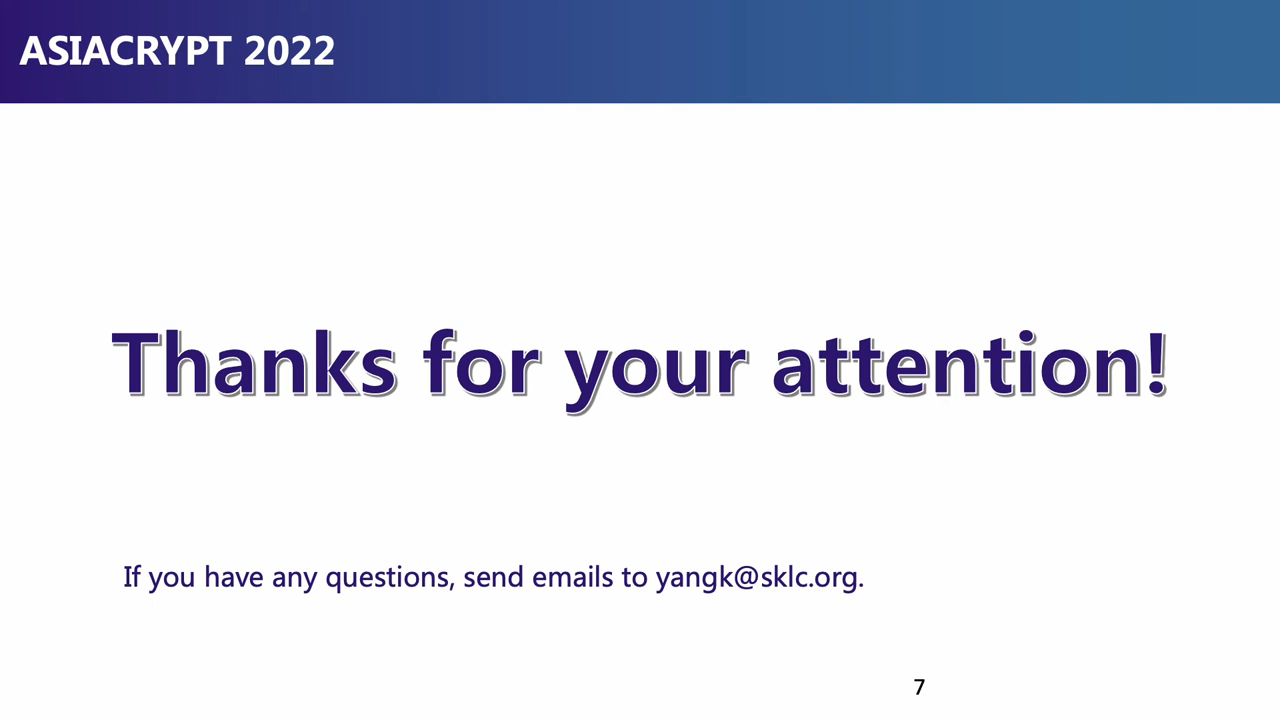 ASIACRYPT 2022
Thanks for your attention!
If you have any questions, send emails to yangk@sklc.org.
7